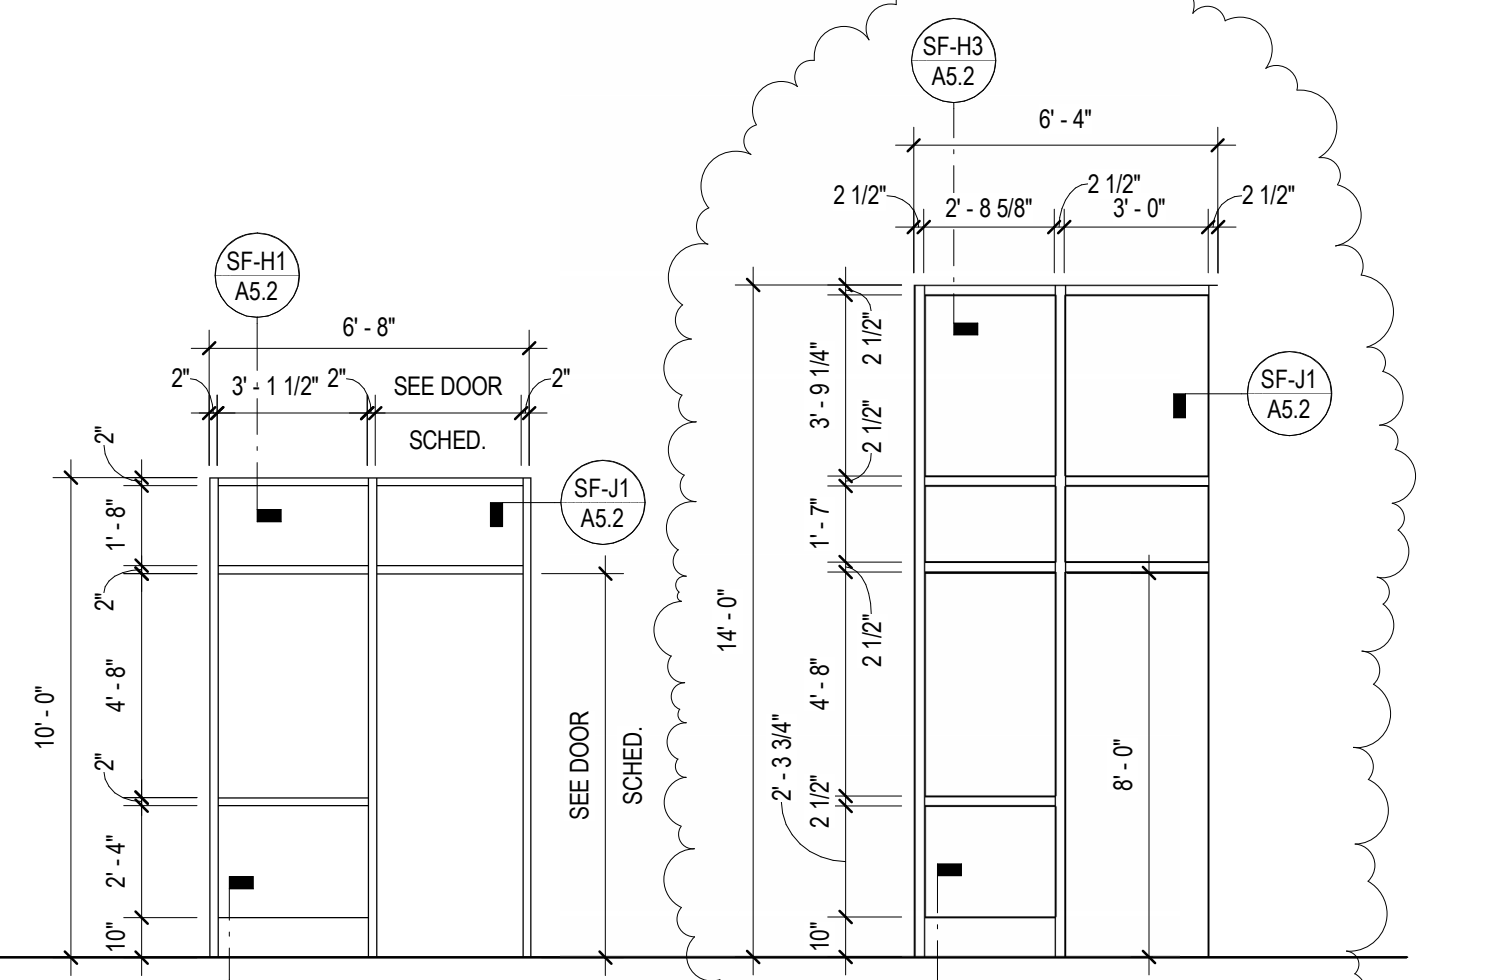 SF-H3
A5.2
6' - 4"
2 1/2"
2' - 8 5/8"
2 1/2"
3' - 0"
2 1/2"
SF-H1
A5.2
6' - 8"
2"
3' - 1 1/2"
2"
SEE DOOR
SCHED.
2"
2"
1' - 8"
2"
4' - 8"
2"
2' - 4"
10"
10' - 0"
SF-J1
A5.2
SEE DOOR
SCHED.
14' - 0"
2 1/2"
3' - 9 1/4"
2 1/2"
1' - 7"
2 1/2"
4' - 8"
2' - 3 3/4"
2 1/2"
10"
8' - 0"
SF-J1
A5.2